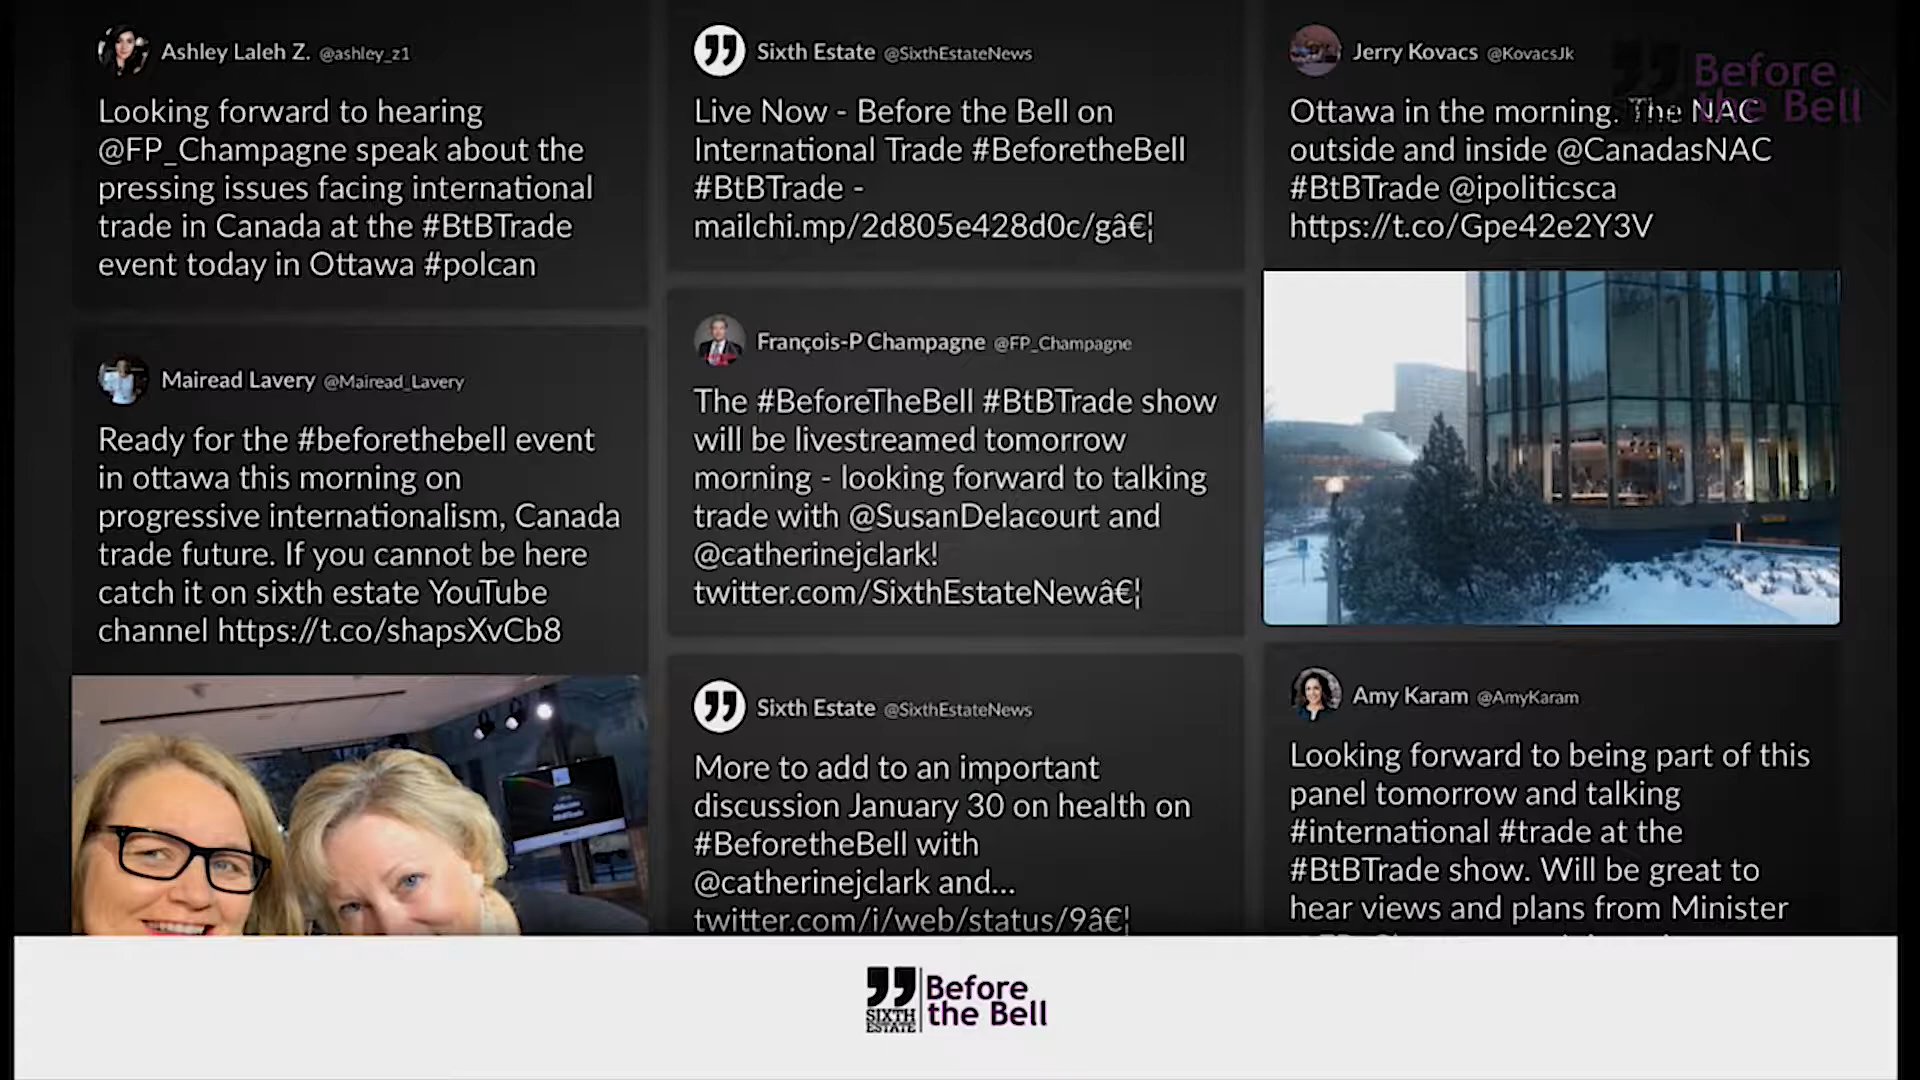 Ashley Laleh Z. @ashley_z1
Looking forward to hearing
@FP_Champagne speak about the
pressing issues facing international
trade in Canada at the #BtBTrade
event today in Ottawa #polcan
Mairead Lavery @Mairead_Lavery
Ready for the #beforethebell event
in ottawa this morning on
progressive internationalism, Canada
trade future. If you cannot be here
catch it on sixth estate YouTube
channel https://t.co/shapsXvCb8
Sixth Estate @SixthEstateNews
Live Now - Before the Bell on
International Trade #BeforetheBell
#BtBTrade -
mailchi.mp/2d805e428d0c/gâ€¦
François-P Champagne @FP_Champagne
The #BeforeTheBell #BtBTrade show
will be livestreamed tomorrow
morning - looking forward to talking
trade with @SusanDelacourt and
@catherinejclark!
twitter.com/SixthEstateNewâ€¦
Sixth Estate @SixthEstateNews
More to add to an important
discussion January 30 on health on
#BeforetheBell with
@catherinejclark and...
twitter.com/i/web/status/9â€¦
Jerry Kovacs @KovacsJk
Ottawa in the morning. The NAC
outside and inside @CanadasNAC
#BtBTrade @ipoliticsca
https://t.co/Gpe42e2Y3V
Amy Karam @AmyKaram
Looking forward to being part of this
panel tomorrow and talking
#international #trade at the
#BtBTrade show. Will be great to
hear views and plans from Minister
Before
the Bell
SIXTH
ESTATE
Before
the Bell